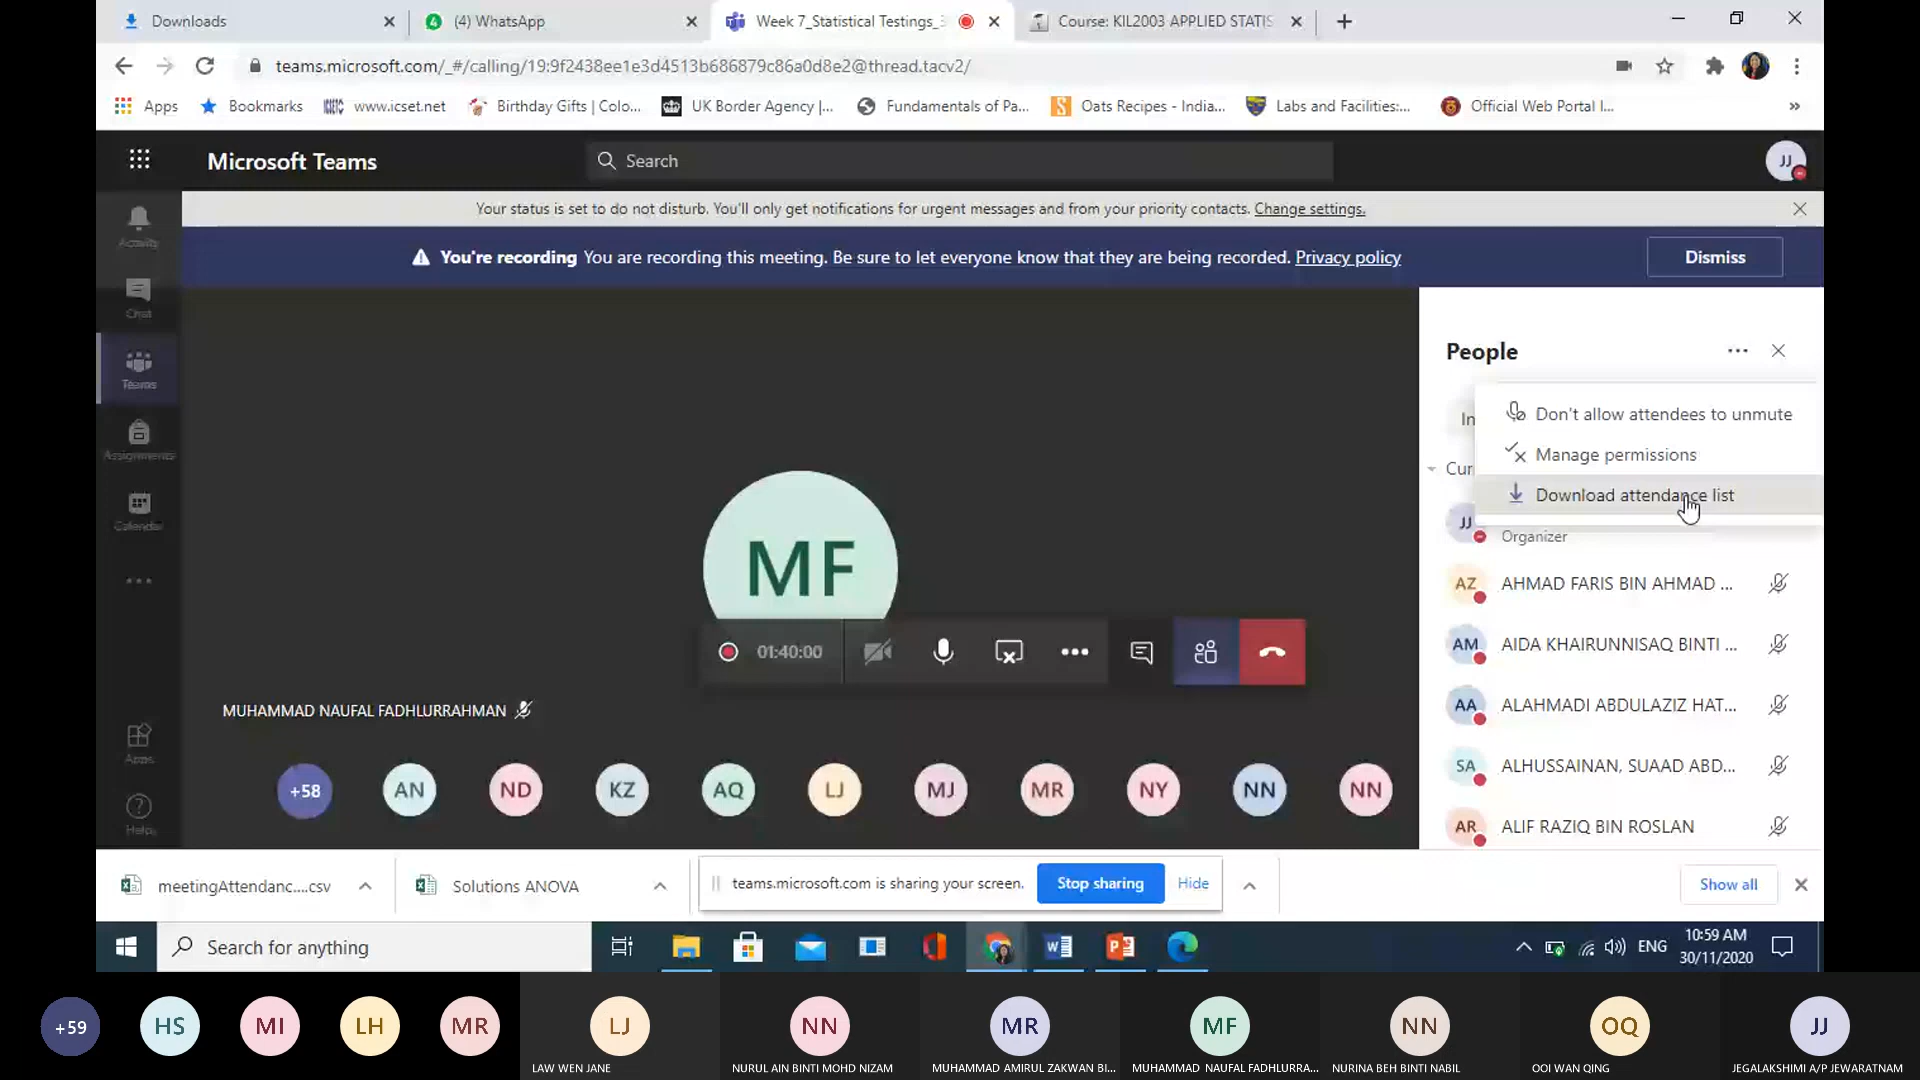 Downloads
(4) WhatsApp
Week 7_Statistical Testings_
Course: KIL2003 APPLIED STATIS
teams.microsoft.com/_#/calling/19:9f2438ee1e3d4513b686879c86a0d8e2@thread.tacv2/
Apps
Bookmarks
www.icset.net
Birthday Gifts | Colo...
UK Border Agency |...
Fundamentals of Pa...
Oats Recipes - India...
Labs and Facilities:...
Official Web Portal I...
»
Microsoft Teams
Search
JJ
Your status is set to do not disturb. You'll only get notifications for urgent messages and from your priority contacts. Change settings.
You're recording You are recording this meeting. Be sure to let everyone know that they are being recorded. Privacy policy
Dismiss
Activity
Chat
Teams
Assignments
Calendar
Apps
Help
People
Don't allow attendees to unmute
In
Manage permissions
Cur
Download attendance list
JJ
Organizer
AZ AHMAD FARIS BIN AHMAD ...
AM AIDA KHAIRUNNISAQ BINTI ...
AA ALAHMADI ABDULAZIZ HAT...
SA ALHUSSAINAN, SUAAD ABD...
AR ALIF RAZIQ BIN ROSLAN
MF
01:40:00
MUHAMMAD NAUFAL FADHLURRAHMAN
+58 AN ND KZ AQ LJ MJ MR NY NN NN
meetingAttendanc....csv
Solutions ANOVA
teams.microsoft.com is sharing your screen.
Stop sharing
Hide
Show all
Search for anything
ENG
10:59 AM
30/11/2020
+59 HS MI LH MR LJ NN MR MF NN OQ JJ
LAW WEN JANE
NURUL AIN BINTI MOHD NIZAM
MUHAMMAD AMIRUL ZAKWAN BI...
MUHAMMAD NAUFAL FADHLURRA...
NURINA BEH BINTI NABIL
OOI WAN QING
JEGALAKSHIMI A/P JEWARATNAM